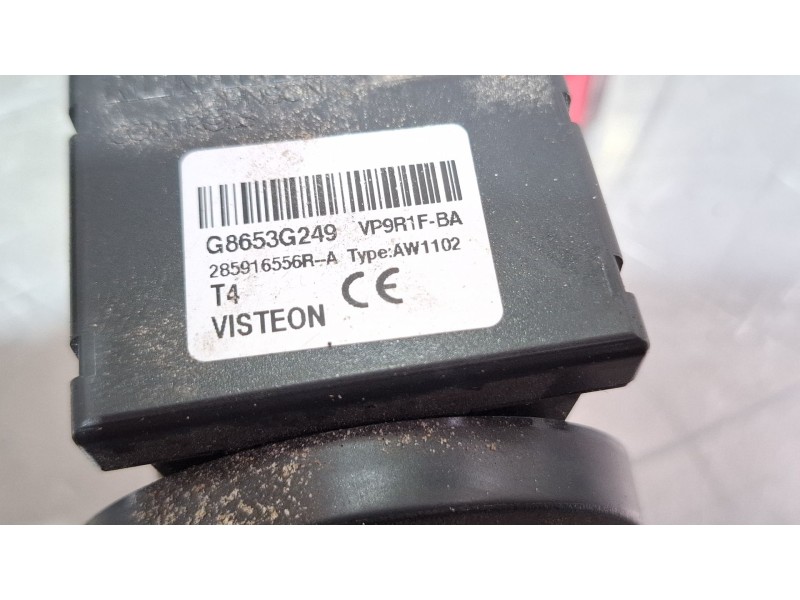 G8653G249 VP9R1F-BA
285916556R-A Type:AW1102
T4 CE
VISTEON